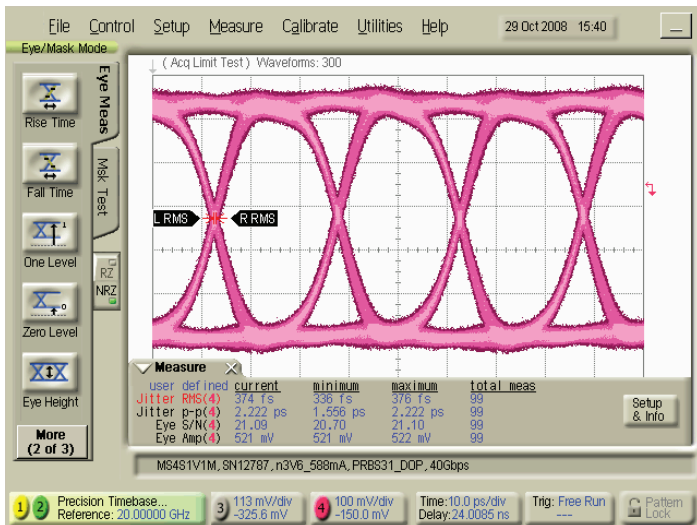 File Control Setup Measure Calibrate Utilities Help 29 Oct 2008 15:40
Eye/Mask Mode
( Acq Limit Test ) Waveforms: 300
Eye Meas
Msk Test
Rise Time
Fall Time
One Level
Zero Level
Eye Height
RZ
NRZ
L RMS
R RMS
More
(2 of 3)
Measure
user defined current minimum maximum total meas
Jitter RMS(4) 374 fs 336 fs 376 fs 99
Jitter p-p(4) 2.222 ps 1.556 ps 2.222 ps 99
Eye S/N(4) 21.09 20.70 21.10 99
Eye Amp(4) 521 mV 521 mV 522 mV 99
Setup
& Info
MS4S1V1M, SN12787, n3V6_588mA, PRBS31_DOP, 40Gbps
1 2 Precision Timebase...
Reference: 20.00000 GHz
3 113 mV/div
-325.6 mV
4 100 mV/div
-150.0 mV
Time:10.0 ps/div
Delay:24.0085 ns
Trig: Free Run
---
Pattern
Lock